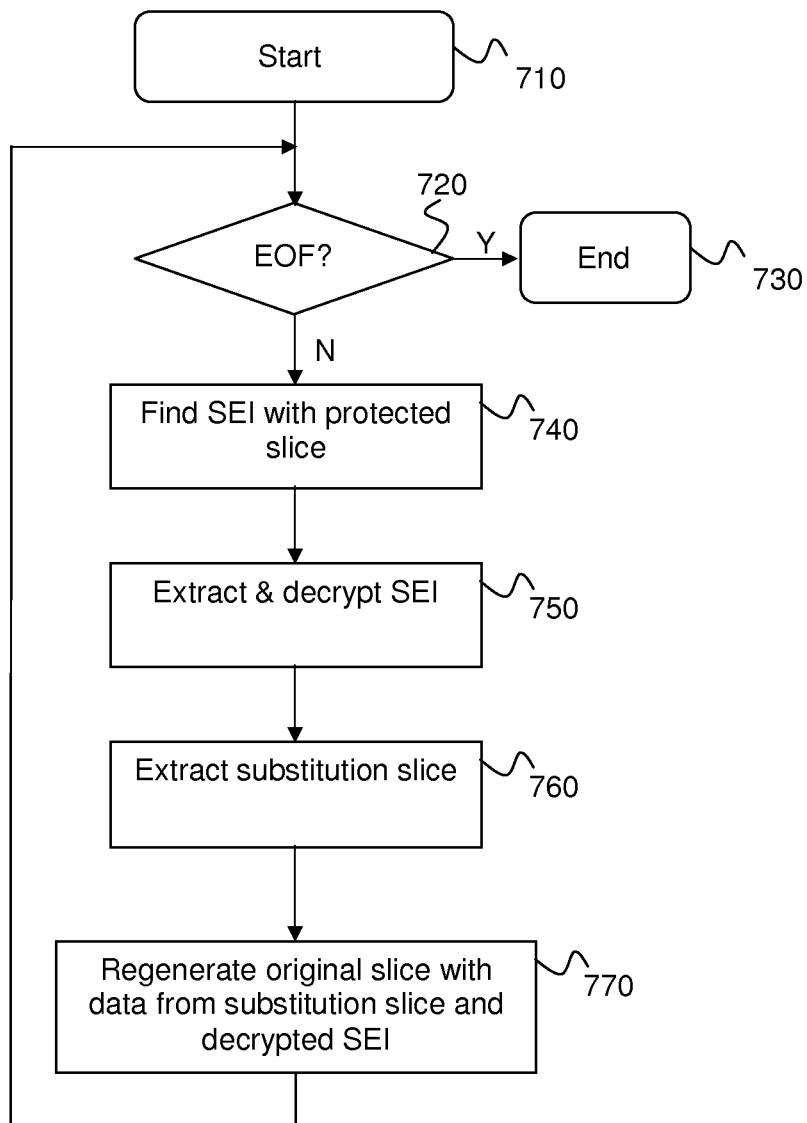 Start
710
720
EOF?
Y
End
730
N
Find SEI with protected
slice
740
Extract & decrypt SEI
750
Extract substitution slice
760
Regenerate original slice with
data from substitution slice and
decrypted SEI
770